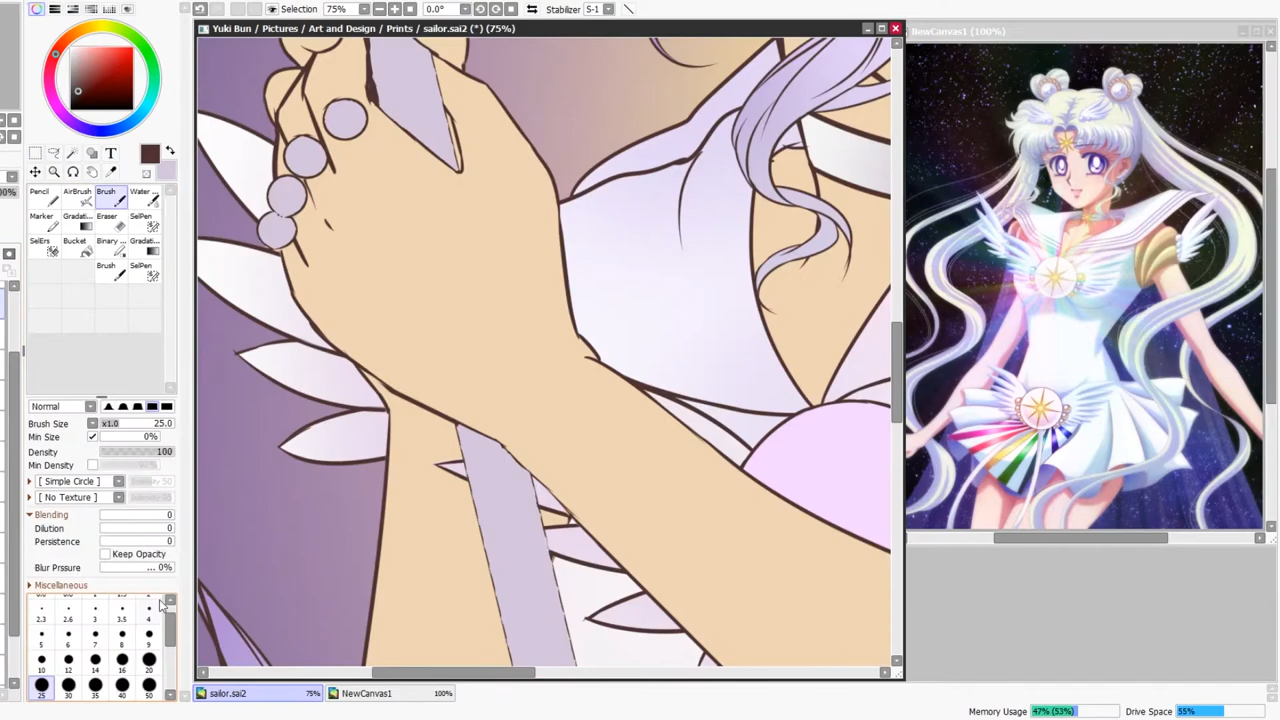 Selection 75% 0.0° Stabilizer S-1
Yuki Bun / Pictures / Art and Design / Prints / sailor.sai2 (*) (75%)
NewCanvas1 (100%)
T
Pencil AirBrush Brush Water ...
Marker Gradati... Eraser SelPen
SelErs Bucket Binary ... Gradati...
Brush SelPen
Normal
Brush Size x1.0 25.0
Min Size 0%
Density 100
Min Density
[ Simple Circle ] 50
[ No Texture ]
Blending 0
Dilution 0
Persistence 0
Keep Opacity
Blur Prssure ... 0%
Miscellaneous
2.3 2.6 3 3.5 4
5 6 7 8 9
10 12 14 16 20
25 30 35 40 50
sailor.sai2 75% NewCanvas1 100%
Memory Usage 47% (53%) Drive Space 55%